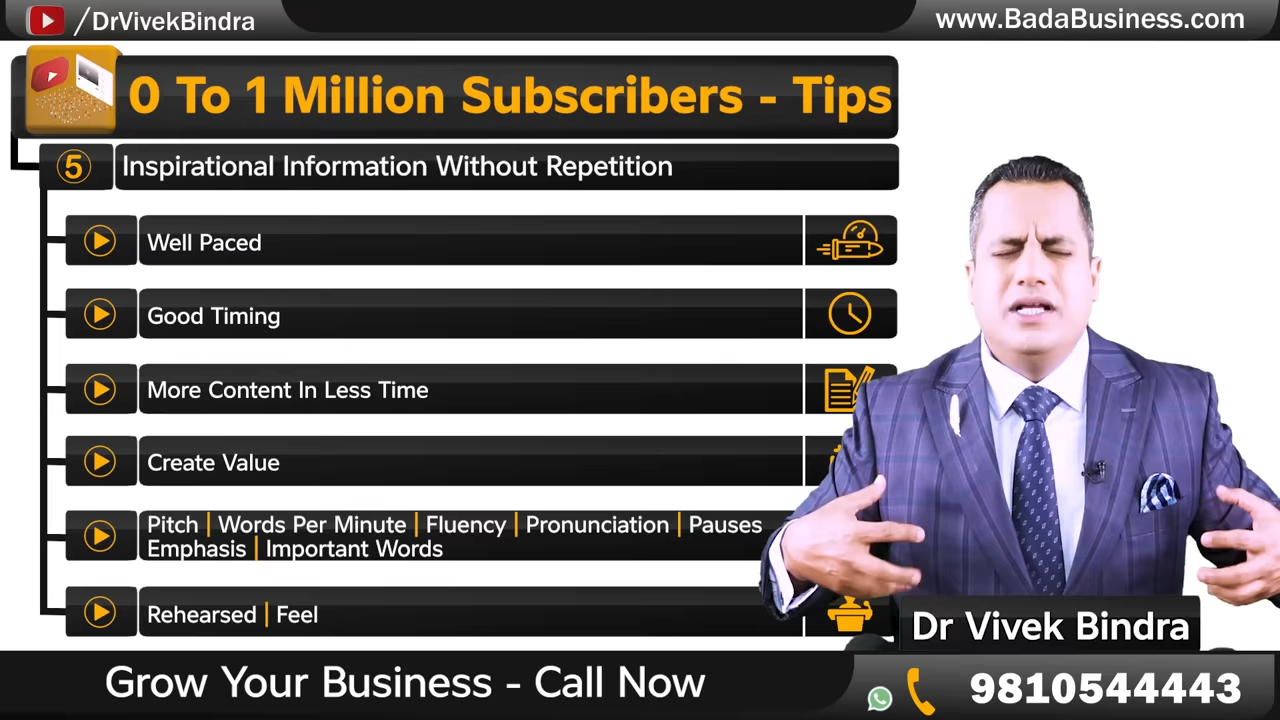 /DrVivekBindra
www.BadaBusiness.com
0 To 1 Million Subscribers - Tips
5 Inspirational Information Without Repetition
Well Paced
Good Timing
More Content In Less Time
Create Value
Pitch | Words Per Minute | Fluency | Pronunciation | Pauses
Emphasis | Important Words
Rehearsed | Feel
Dr Vivek Bindra
Grow Your Business - Call Now
9810544443